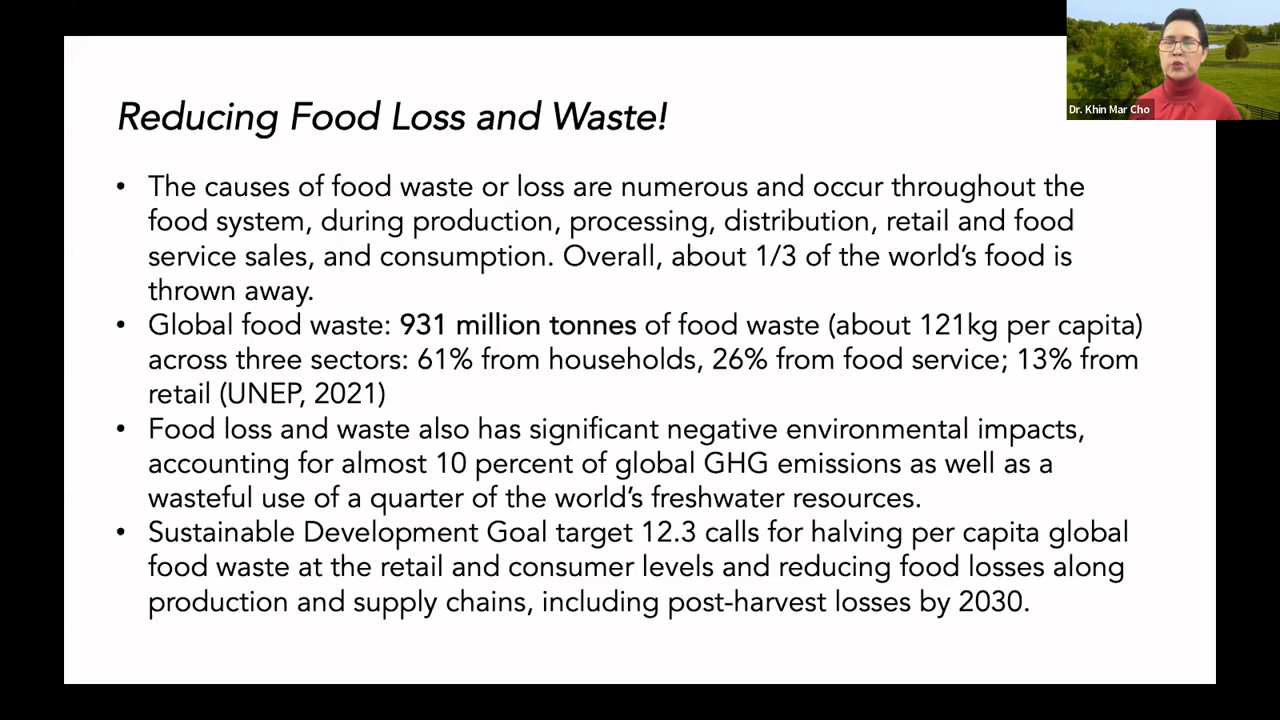 Reducing Food Loss and Waste!
• The causes of food waste or loss are numerous and occur throughout the
food system, during production, processing, distribution, retail and food
service sales, and consumption. Overall, about 1/3 of the world’s food is
thrown away.
• Global food waste: 931 million tonnes of food waste (about 121kg per capita)
across three sectors: 61% from households, 26% from food service; 13% from
retail (UNEP, 2021)
• Food loss and waste also has significant negative environmental impacts,
accounting for almost 10 percent of global GHG emissions as well as a
wasteful use of a quarter of the world’s freshwater resources.
• Sustainable Development Goal target 12.3 calls for halving per capita global
food waste at the retail and consumer levels and reducing food losses along
production and supply chains, including post-harvest losses by 2030.
Dr. Khin Mar Cho